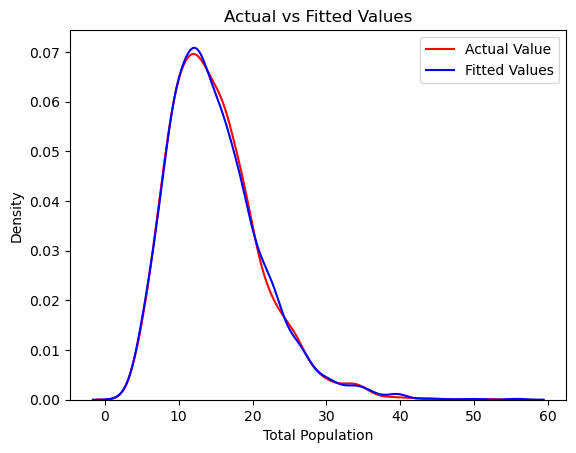 Actual vs Fitted Values
Actual Value
Fitted Values
0.07
0.06
0.05
0.04
0.03
0.02
0.01
0.00
Density
0 10 20 30 40 50 60
Total Population